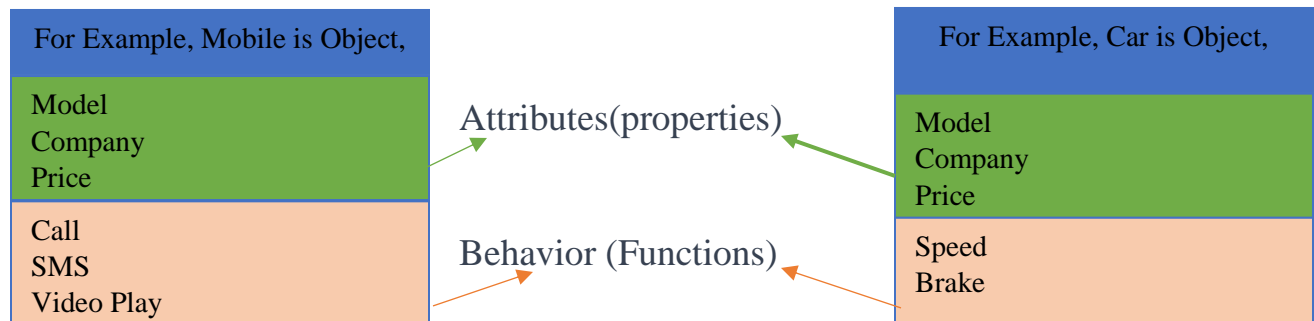 For Example, Mobile is Object,
Model
Company
Price
Call
SMS
Video Play
Attributes(properties)
Behavior (Functions)
For Example, Car is Object,
Model
Company
Price
Speed
Brake